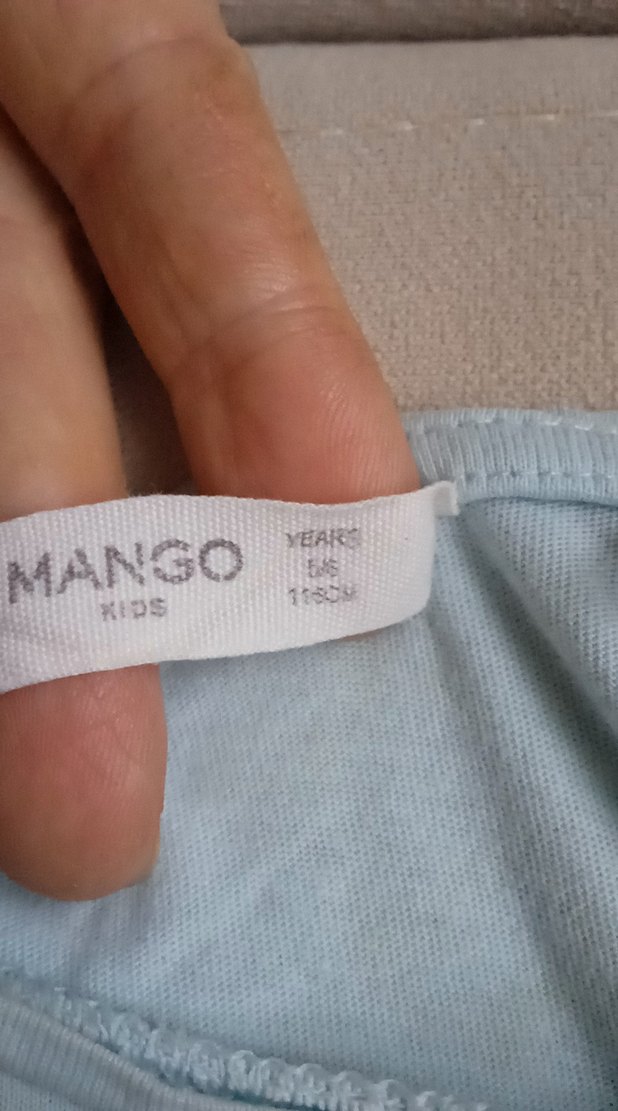 MANGO
KIDS
YEARS
5/6
116CM